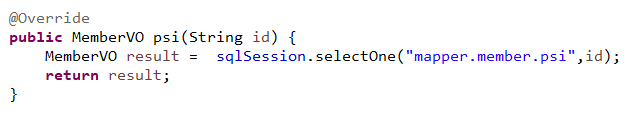 @Override
public MemberVO psi(String id) {
    MemberVO result =  sqlSession.selectOne("mapper.member.psi",id);
    return result;
}